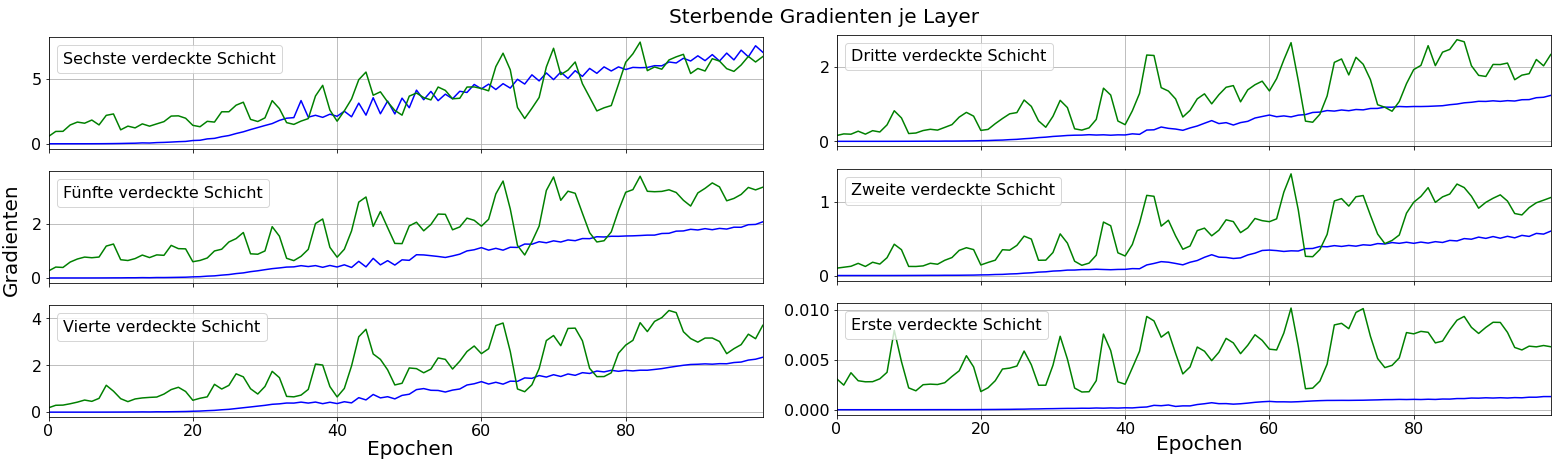 Sterbende Gradienten je Layer
Gradienten
Sechste verdeckte Schicht
5
0
Fünfte verdeckte Schicht
2
0
Vierte verdeckte Schicht
4
2
0
0 20 40 60 80
Epochen
Dritte verdeckte Schicht
2
0
Zweite verdeckte Schicht
1
0
Erste verdeckte Schicht
0.010
0.005
0.000
0 20 40 60 80
Epochen